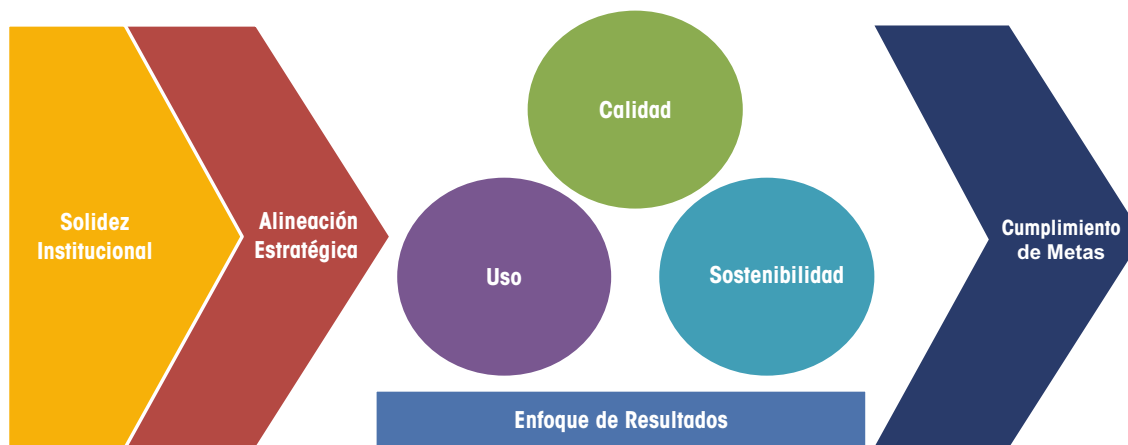 Solidez
Institucional
Alineación
Estratégica
Calidad
Uso
Sostenibilidad
Enfoque de Resultados
Cumplimiento
de Metas